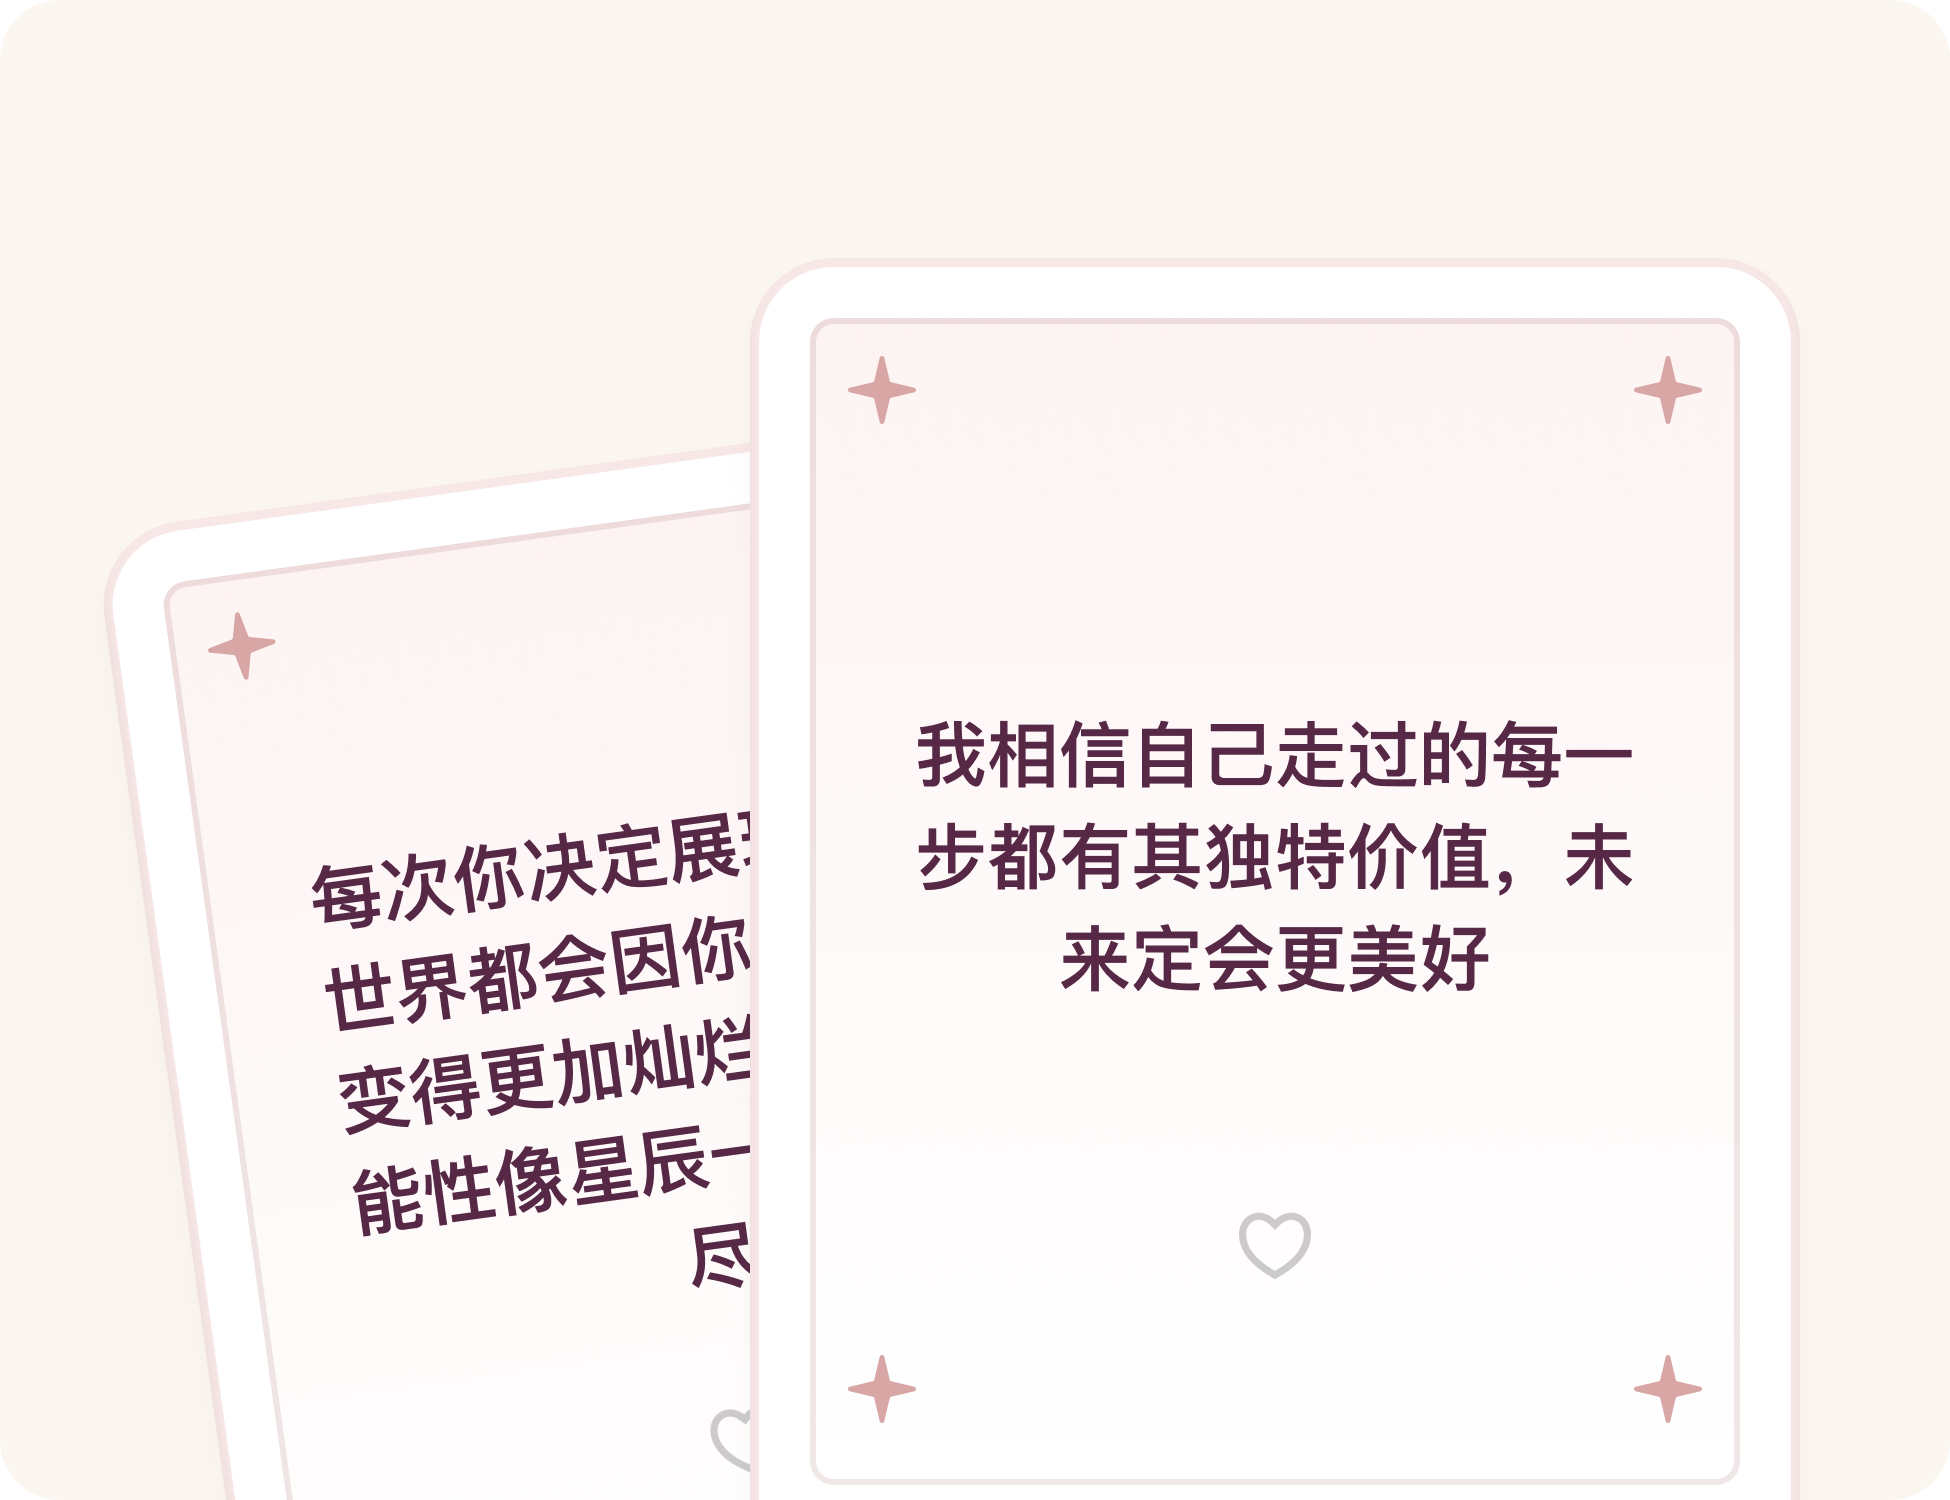 每次你决定展
世界都会因你
变得更加灿烂
能性像星辰一
尽
我相信自己走过的每一
步都有其独特价值，未
来定会更美好